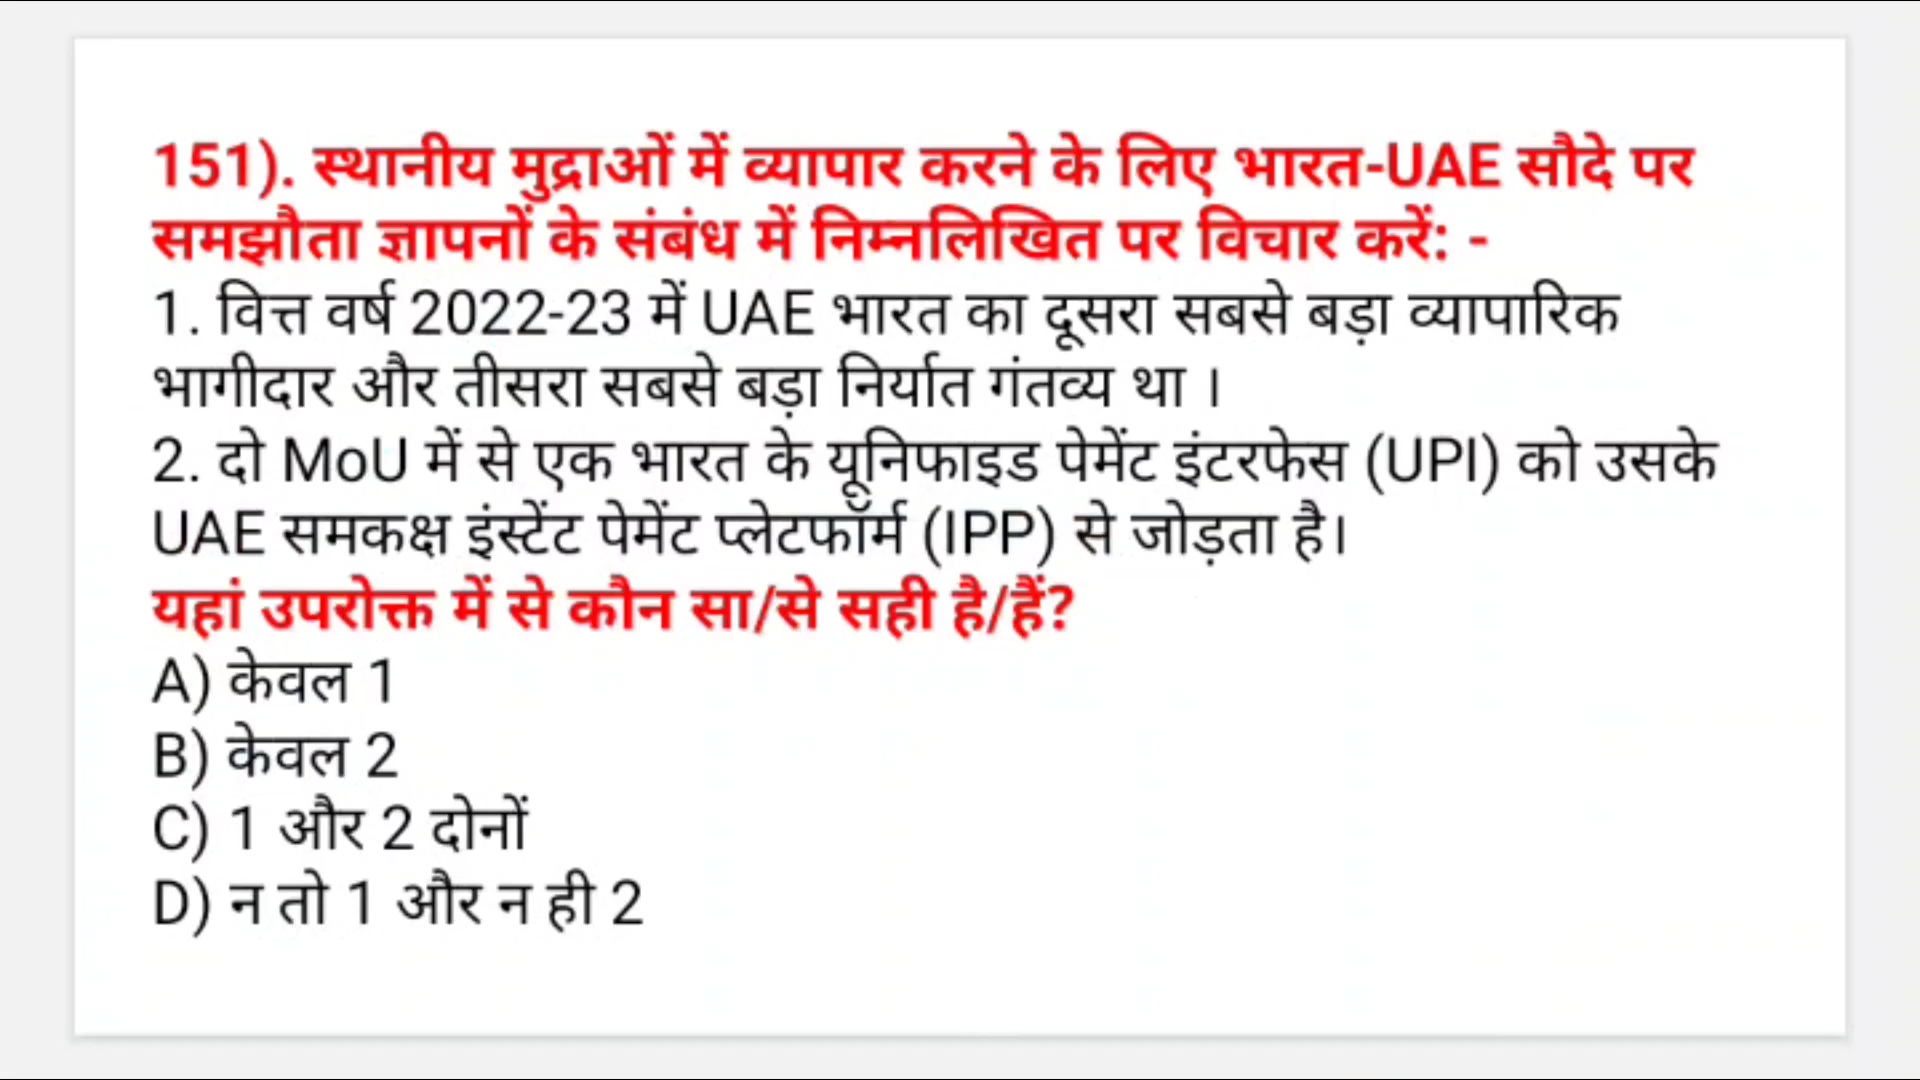 151). स्थानीय मुद्राओं में व्यापार करने के लिए भारत-UAE सौदे पर
समझौता ज्ञापनों के संबंध में निम्नलिखित पर विचार करें: -
1. वित्त वर्ष 2022-23 में UAE भारत का दूसरा सबसे बड़ा व्यापारिक
भागीदार और तीसरा सबसे बड़ा निर्यात गंतव्य था ।
2. दो MoU में से एक भारत के यूनिफाइड पेमेंट इंटरफेस (UPI) को उसके
UAE समकक्ष इंस्टेंट पेमेंट प्लेटफॉर्म (IPP) से जोड़ता है।
यहां उपरोक्त में से कौन सा/से सही है/हैं?
A) केवल 1
B) केवल 2
C) 1 और 2 दोनों
D) न तो 1 और न ही 2